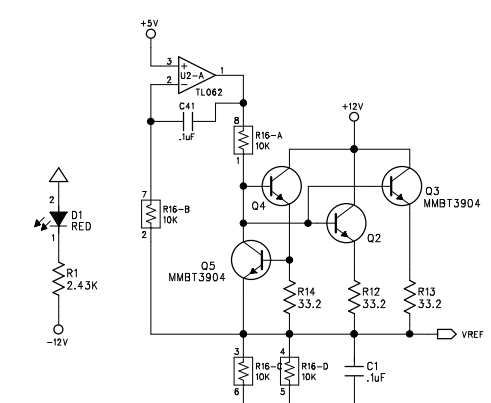 +5V
3
1
U2-A
2
TL062
C41
.1uF
+12V
8
R16-A
10K
1
Q3
MMBT3904
2
D1
RED
1
7
R16-B
10K
2
Q4
Q2
Q5
MMBT3904
R1
2.43K
R14
33.2
R12
33.2
R13
33.2
-12V
VREF
3
R16-C
10K
6
4
R16-D
10K
5
C1
.1uF